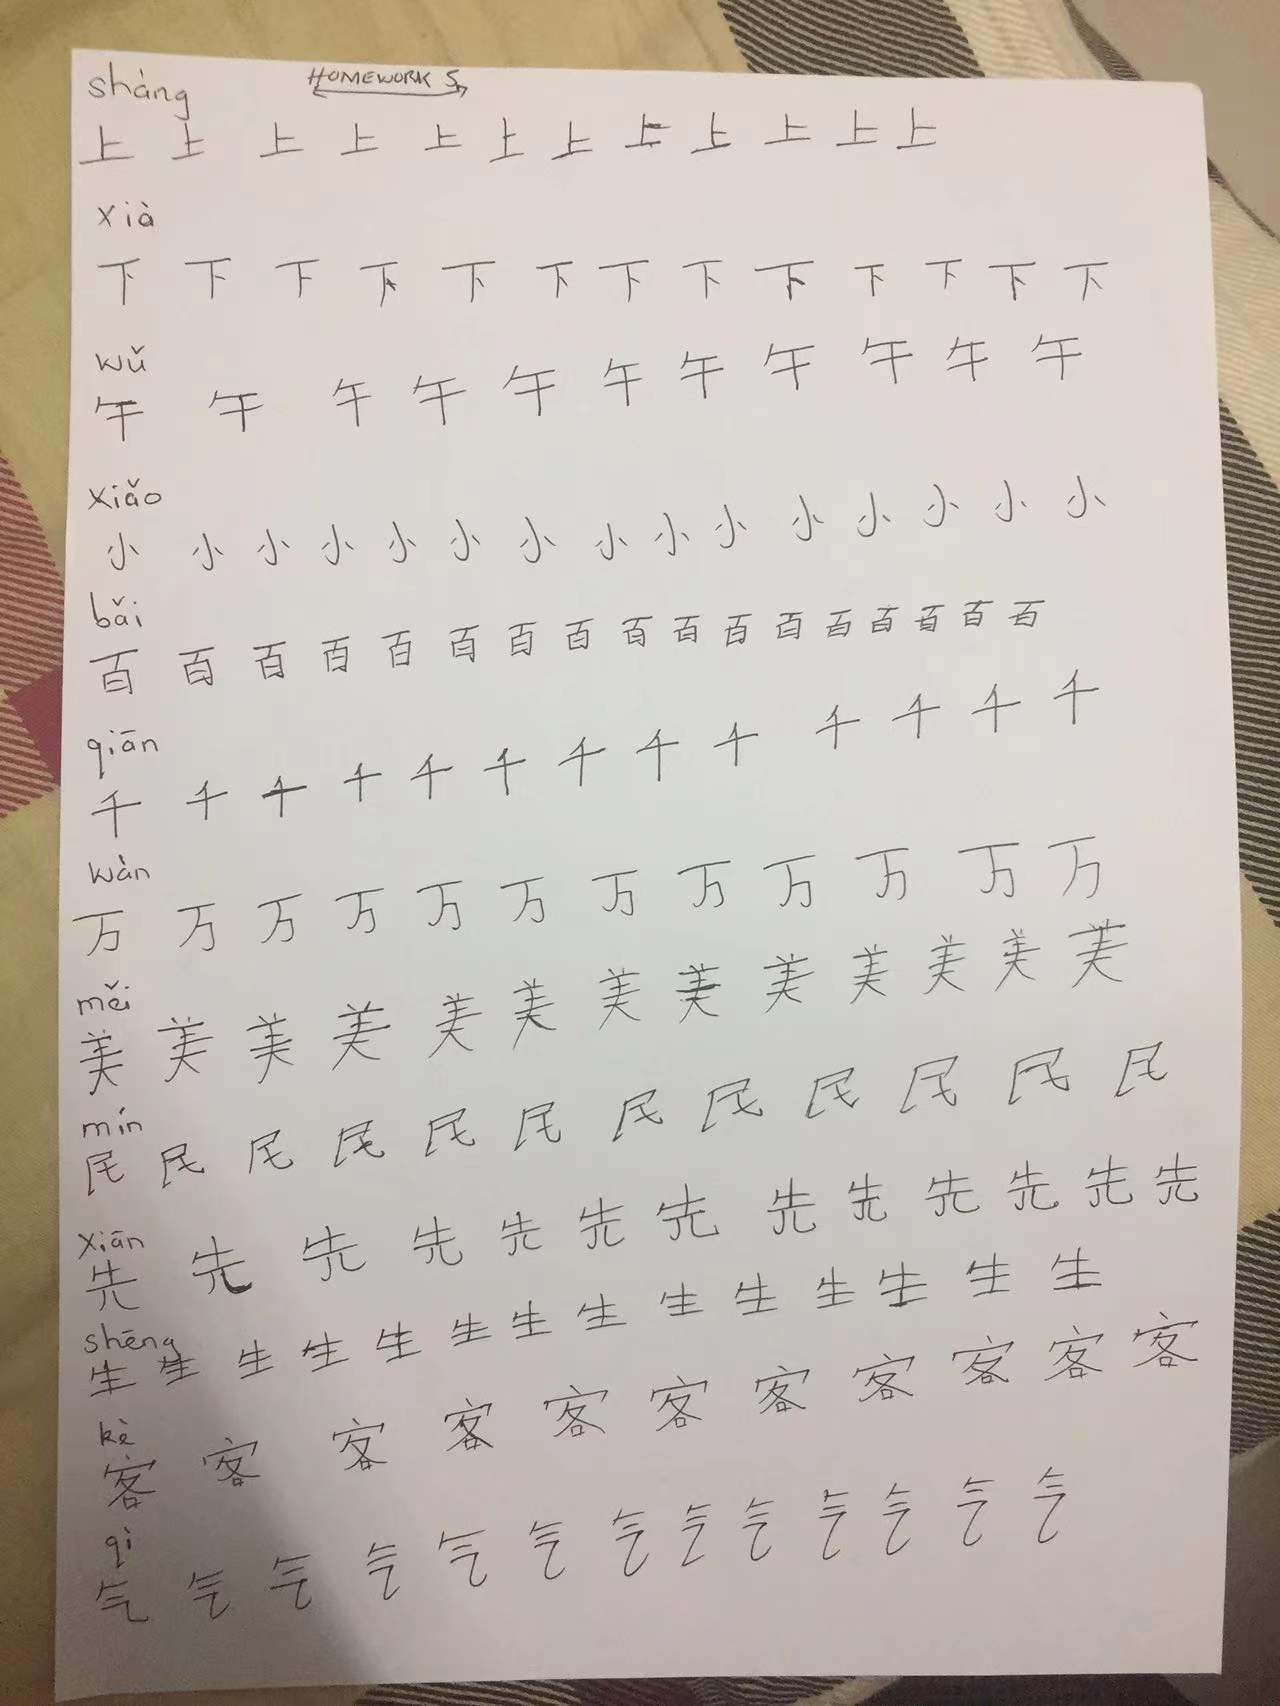 HOMEWORK 5
shàng
上 上 上 上 上 上 上 上 上 上 上 上
xià
下 下 下 下 下 下 下 下 下 下 下 下 下
wǔ
午 午 午 午 午 午 午 午 午 午 午
xiǎo
小 小 小 小 小 小 小 小 小 小 小 小 小 小 小
bǎi
百 百 百 百 百 百 百 百 百 百 百 百 百 百 百 百 百
qiān
千 千 千 千 千 千 千 千 千 千 千 千 千
wàn
万 万 万 万 万 万 万 万 万 万 万 万
měi
美 美 美 美 美 美 美 美 美 美 美 美 美
mín
民 民 民 民 民 民 民 民 民 民 民 民
xiān
先 先 先 先 先 先 先 先 先 先 先 先 先
shēng
生 生 生 生 生 生 生 生 生 生 生 生 生 生
kè
客 客 客 客 客 客 客 客 客 客 客
qì
气 气 气 气 气 气 气 气 气 气 气 气 气